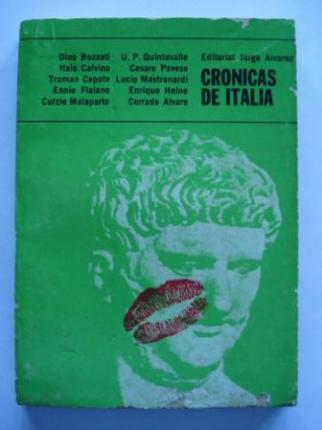 Dino Bozzati
Italo Calvino
Truman Capote
Ennio Flaiano
Curzio Malaparte
U. P. Quintavalle
Cesare Pavese
Lucio Mastronardi
Enrique Heine
Corrado Alvaro
Editorial Jorge Alvarez
CRONICAS
DE ITALIA